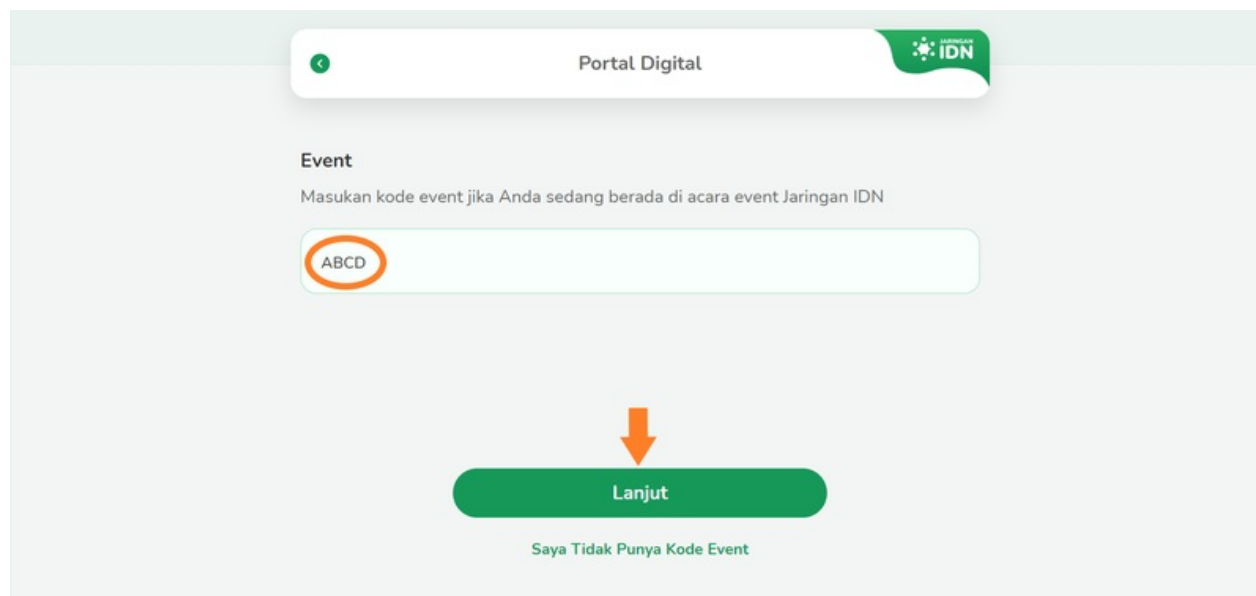 Portal Digital
JARINGAN
IDN
Event
Masukan kode event jika Anda sedang berada di acara event Jaringan IDN
ABCD
Lanjut
Saya Tidak Punya Kode Event